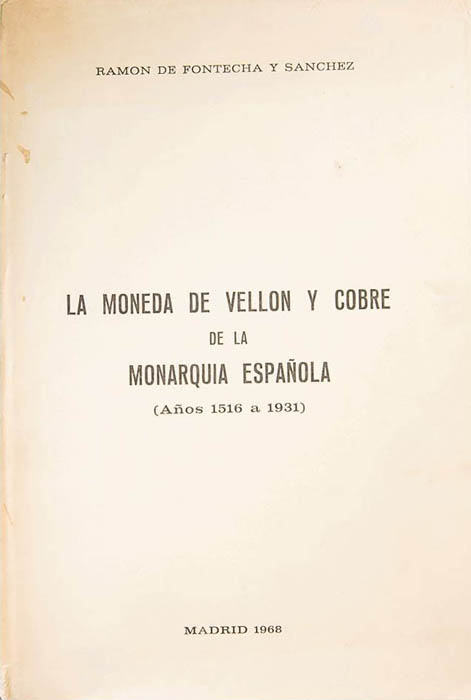 RAMON DE FONTECHA Y SANCHEZ
LA MONEDA DE VELLON Y COBRE
DE LA
MONARQUIA ESPAÑOLA
(Años 1516 a 1931)
MADRID 1968